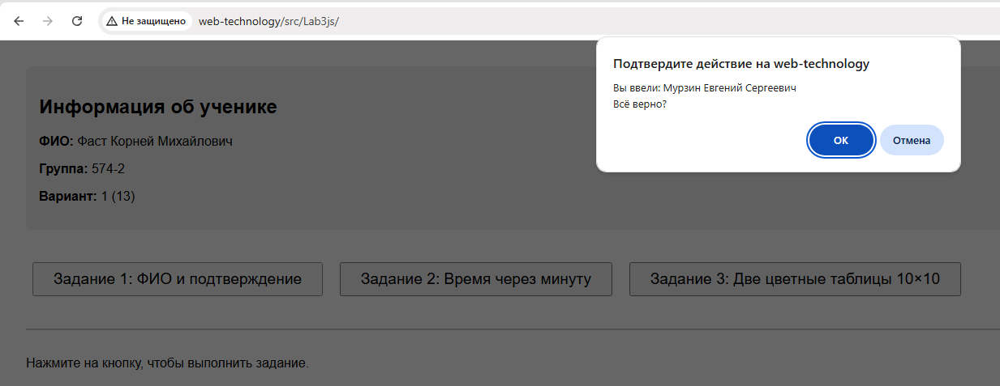 Не защищено web-technology/src/Lab3js/
Подтвердите действие на web-technology
Вы ввели: Мурзин Евгений Сергеевич
Всё верно?
ОК Отмена
Информация об ученике
ФИО: Фаст Корней Михайлович
Группа: 574-2
Вариант: 1 (13)
Задание 1: ФИО и подтверждение Задание 2: Время через минуту Задание 3: Две цветные таблицы 10×10
Нажмите на кнопку, чтобы выполнить задание.